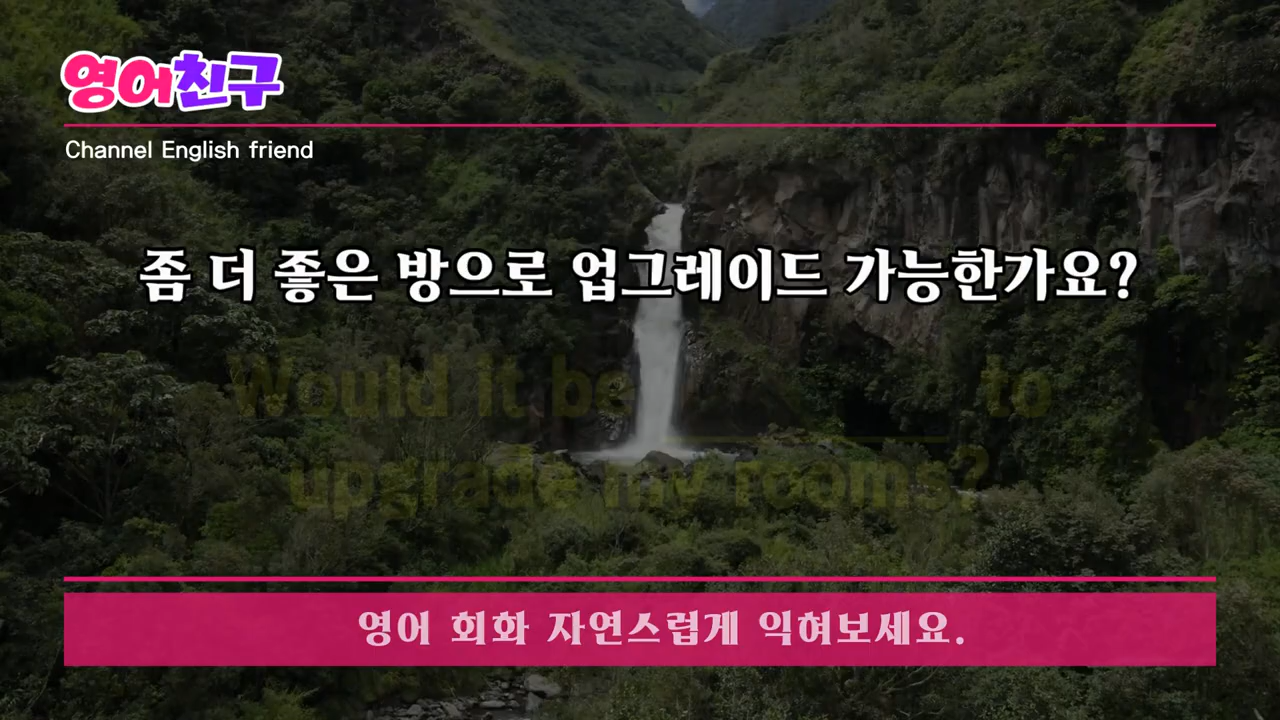 영어친구
Channel English friend
좀 더 좋은 방으로 업그레이드 가능한가요?
Would it be ________ to
upgrade my rooms?
영어 회화 자연스럽게 익혀보세요.